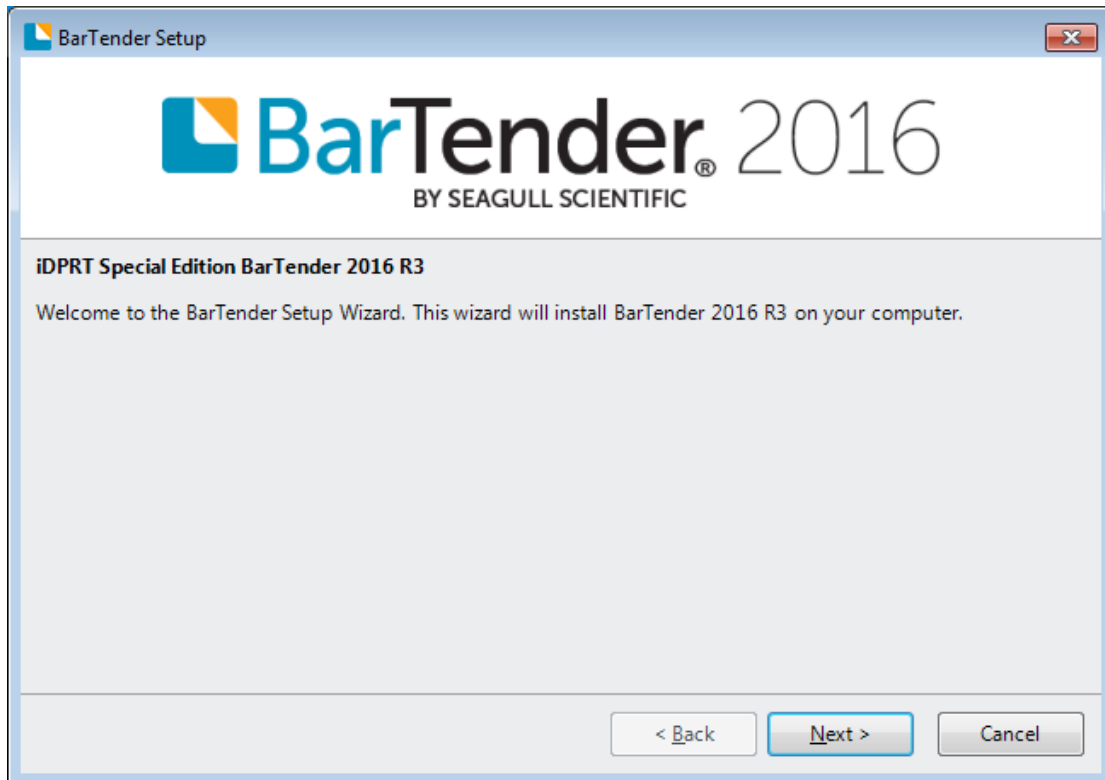 BarTender Setup
BarTender® 2016
BY SEAGULL SCIENTIFIC
iDPRT Special Edition BarTender 2016 R3
Welcome to the BarTender Setup Wizard. This wizard will install BarTender 2016 R3 on your computer.
< Back Next > Cancel